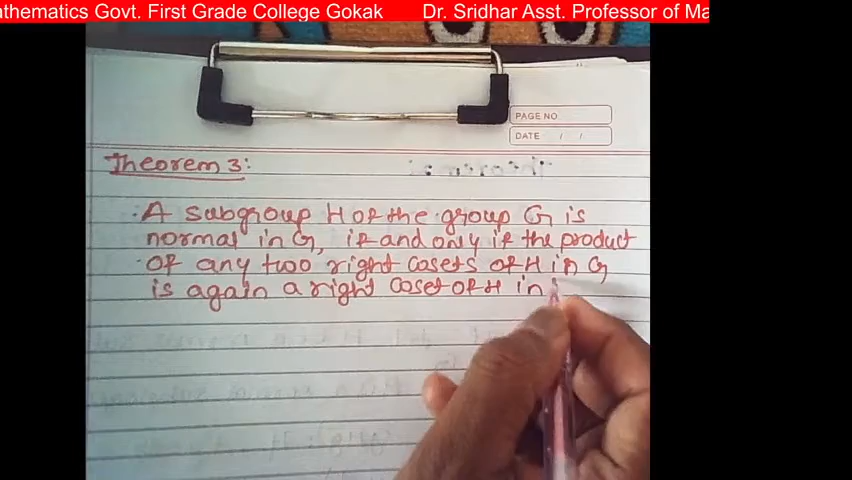 thematics Govt. First Grade College Gokak Dr. Sridhar Asst. Professor of Ma
PAGE NO
DATE / /
Theorem 3:
A subgroup H of the group G is
normal in G, if and only if the product
of any two right cosets of H in G
is again a right coset of H in